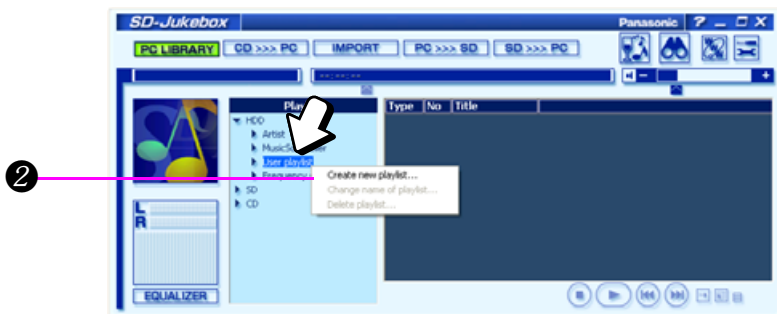 SD-Jukebox Panasonic ? _ □ X
PC LIBRARY CD >>> PC IMPORT PC >>> SD SD >>> PC
--:--:-- − +
Type No Title
HDD
Artist
User playlist
2 Create new playlist...
Frequency
Change name of playlist...
SD
Delete playlist...
CD
L
R
EQUALIZER